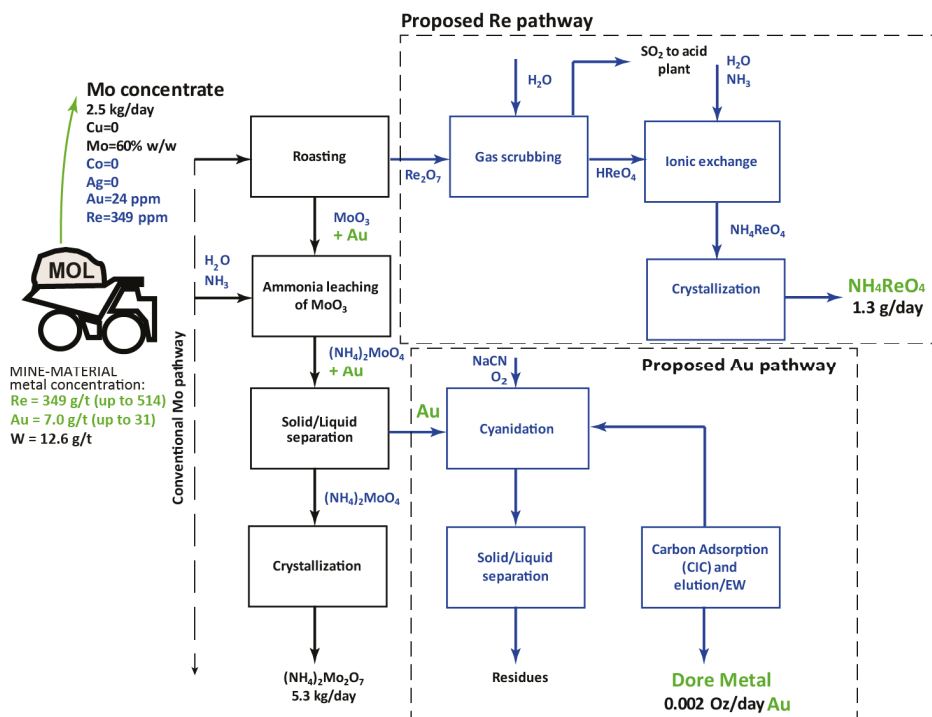 Proposed Re pathway
Mo concentrate
2.5 kg/day
Cu=0
Mo=60% w/w
Co=0
Ag=0
Au=24 ppm
Re=349 ppm
MOL
MINE-MATERIAL
metal concentration:
Re = 349 g/t (up to 514)
Au = 7.0 g/t (up to 31)
W = 12.6 g/t
Conventional Mo pathway
H2O
NH3
Roasting
Re2O7
H2O
Gas scrubbing
SO2 to acid
plant
HReO4
H2O
NH3
Ionic exchange
NH4ReO4
Crystallization
NH4ReO4
1.3 g/day
MoO3
+ Au
Ammonia leaching
of MoO3
(NH4)2MoO4
+ Au
Solid/Liquid
separation
Au
(NH4)2MoO4
Crystallization
(NH4)2Mo2O7
5.3 kg/day
Proposed Au pathway
NaCN
O2
Cyanidation
Solid/Liquid
separation
Residues
Carbon Adsorption
(CIC) and
elution/EW
Dore Metal
0.002 Oz/day Au